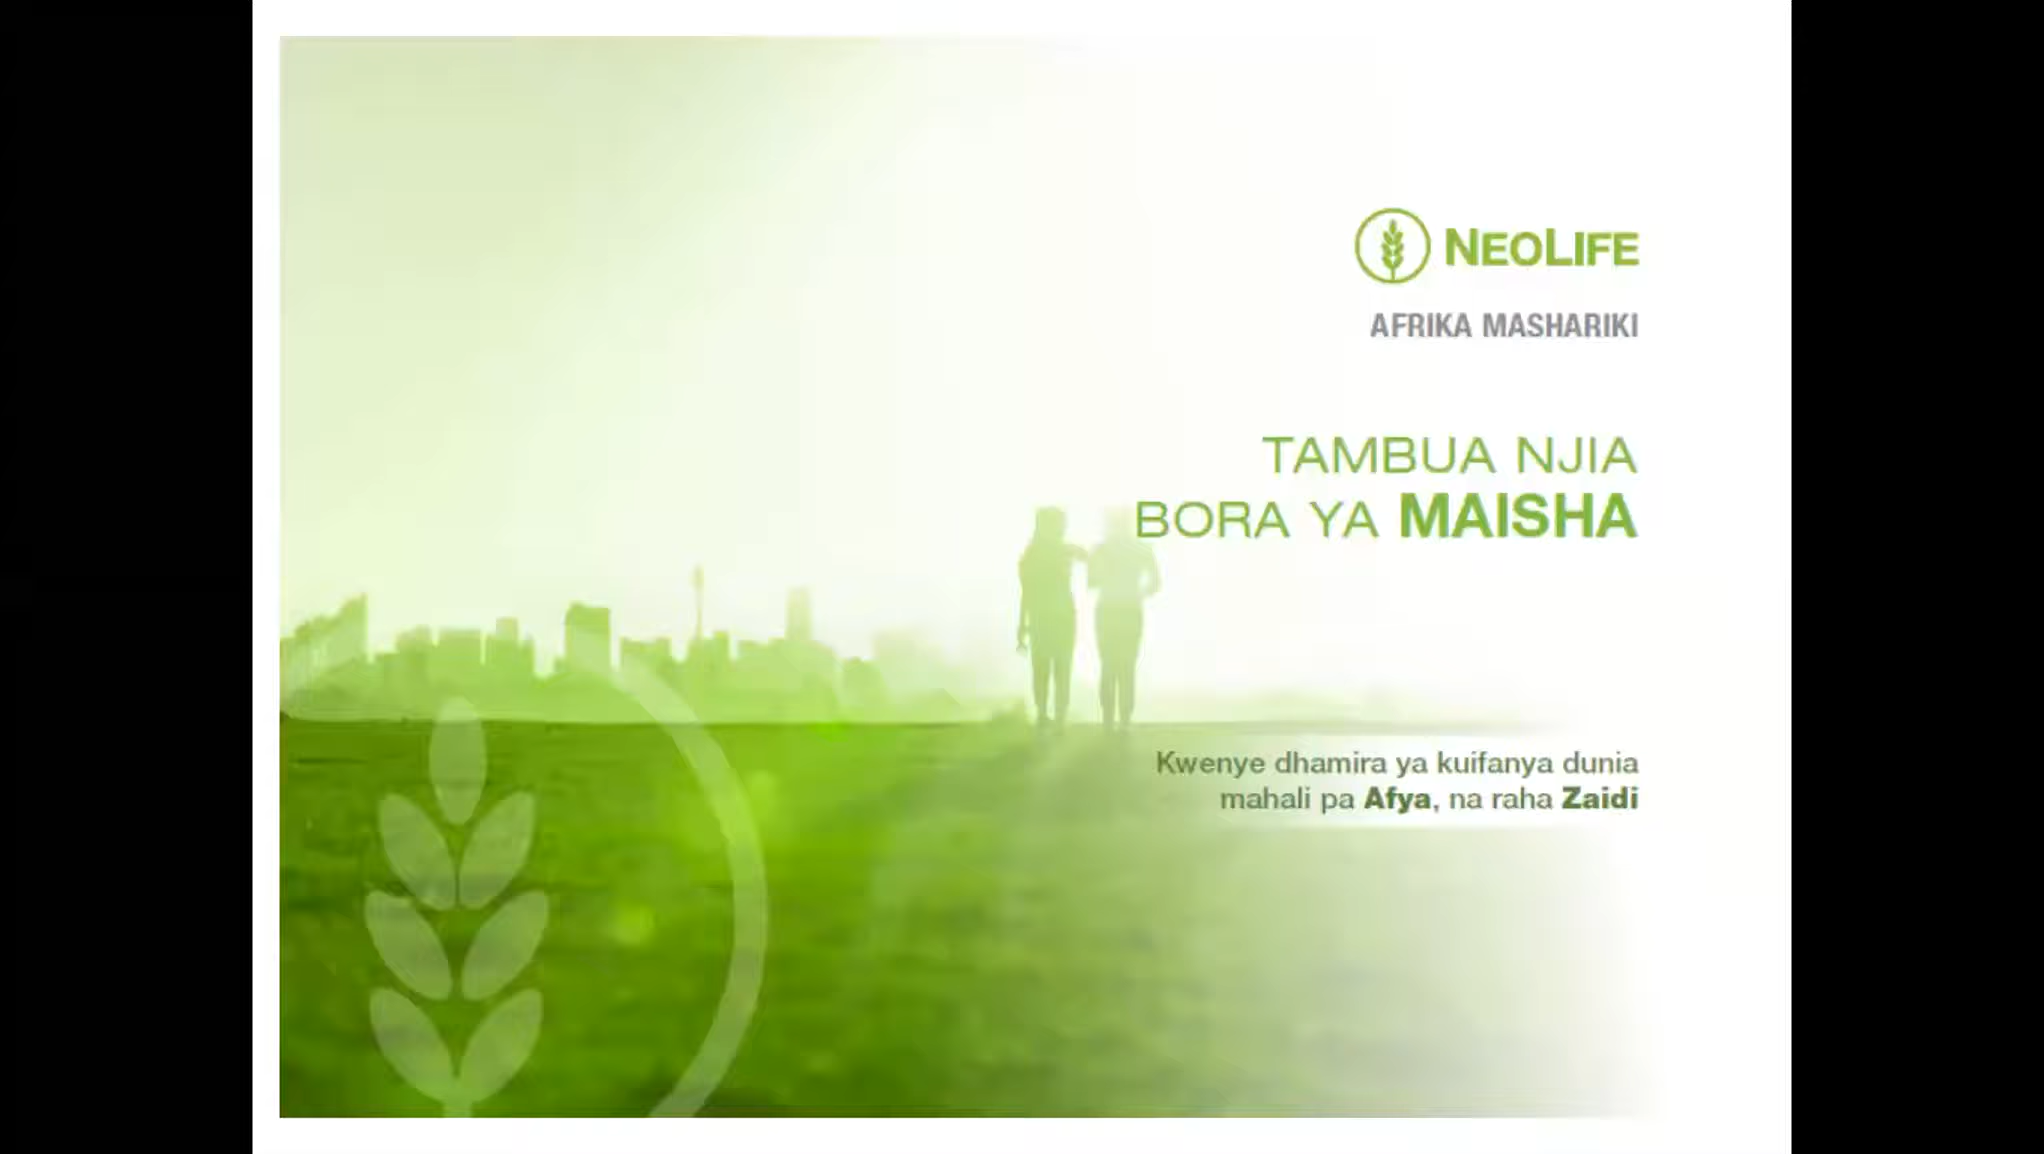 NEOLIFE
AFRIKA MASHARIKI
TAMBUA NJIA
BORA YA MAISHA
Kwenye dhamira ya kuifanya dunia
mahali pa Afya, na raha Zaidi